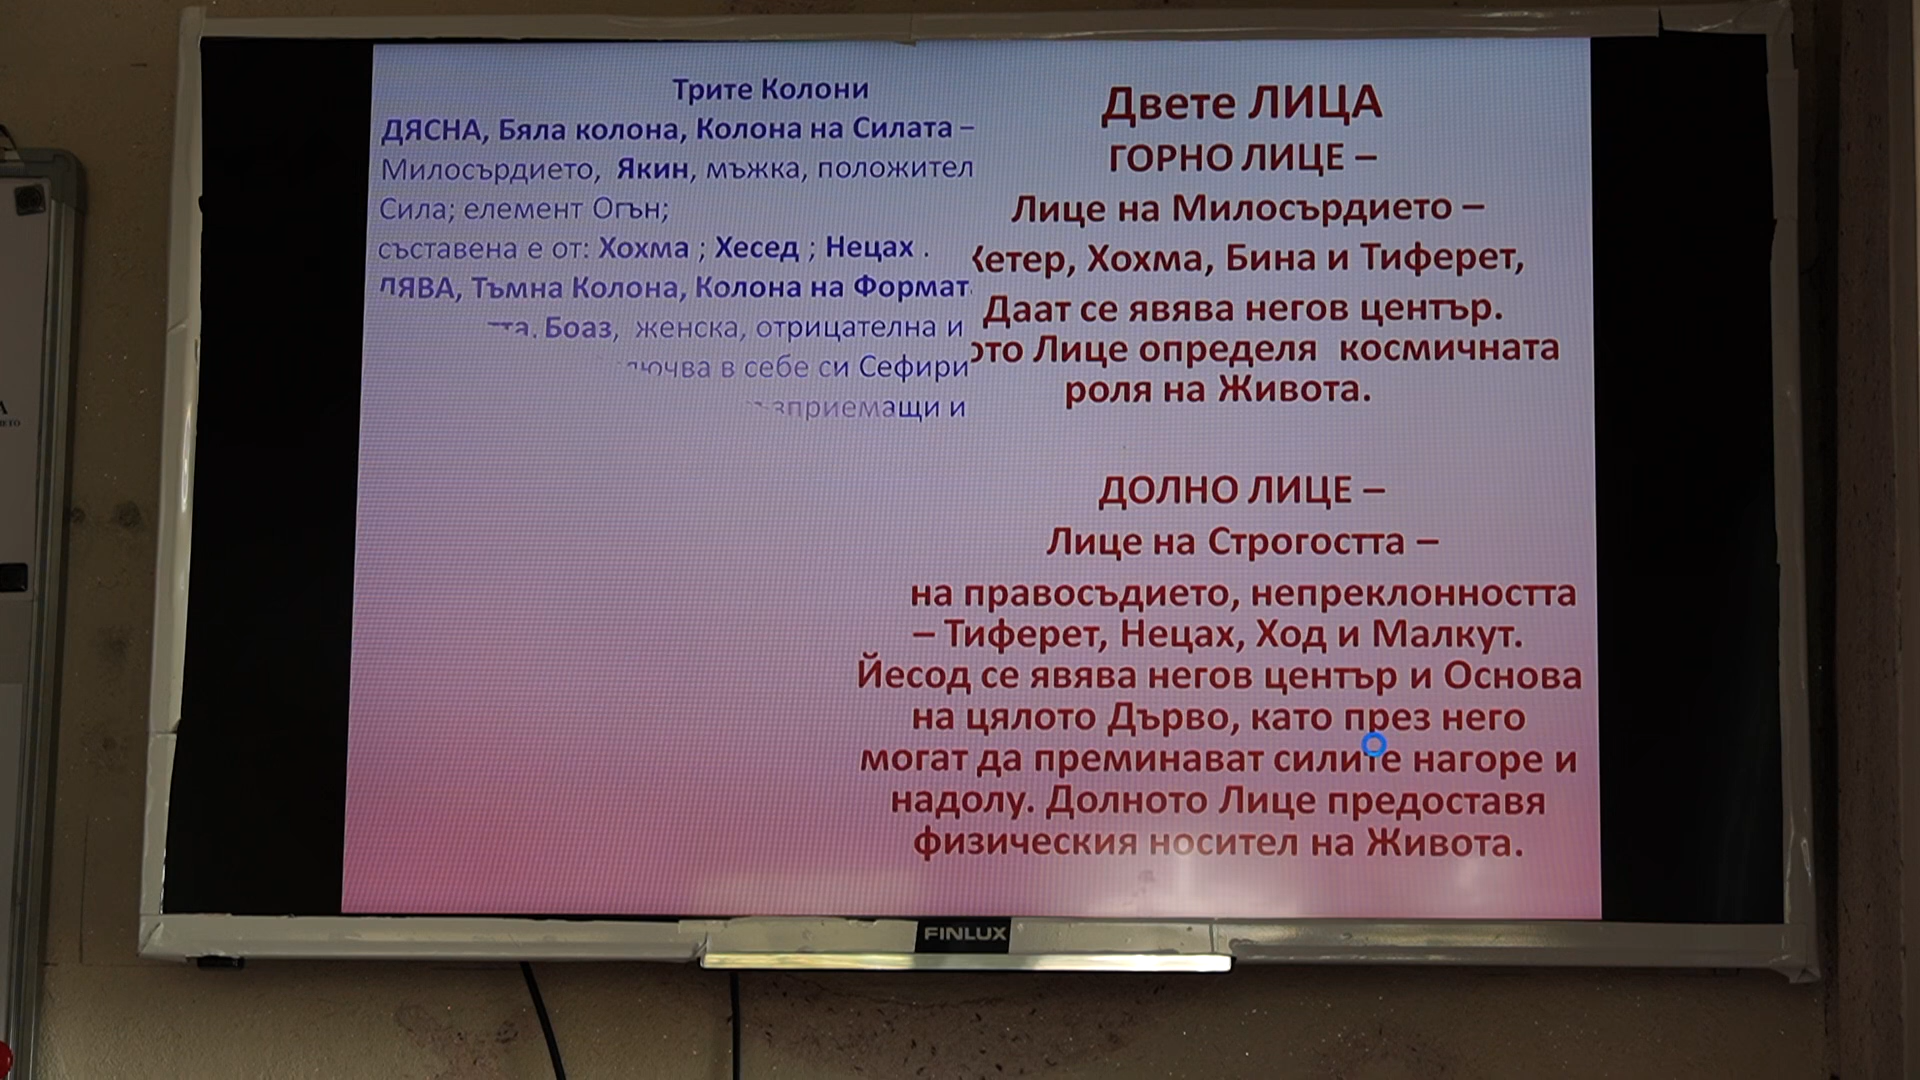 Трите Колони
ДЯСНА, Бяла колона, Колона на Силата –
Милосърдието, Якин, мъжка, положител
Сила; елемент Огън;
съставена е от: Хохма ; Хесед ; Нецах .
ЛЯВА, Тъмна Колона, Колона на Формат
Боаз, женска, отрицателна и
в себе си Сефири
и
Двете ЛИЦА
ГОРНО ЛИЦЕ –
Лице на Милосърдието –
Хохма, Бина и Тиферет,
Даат се явява негов център.
Лице определя космичната
роля на Живота.
ДОЛНО ЛИЦЕ –
Лице на Строгостта –
на правосъдието, непреклонността
– Тиферет, Нецах, Ход и Малкут.
Йесод се явява негов център и Основа
на цялото Дърво, като през него
могат да преминават силите нагоре и
надолу. Долното Лице предоставя
физическия носител на Живота.
FINLUX